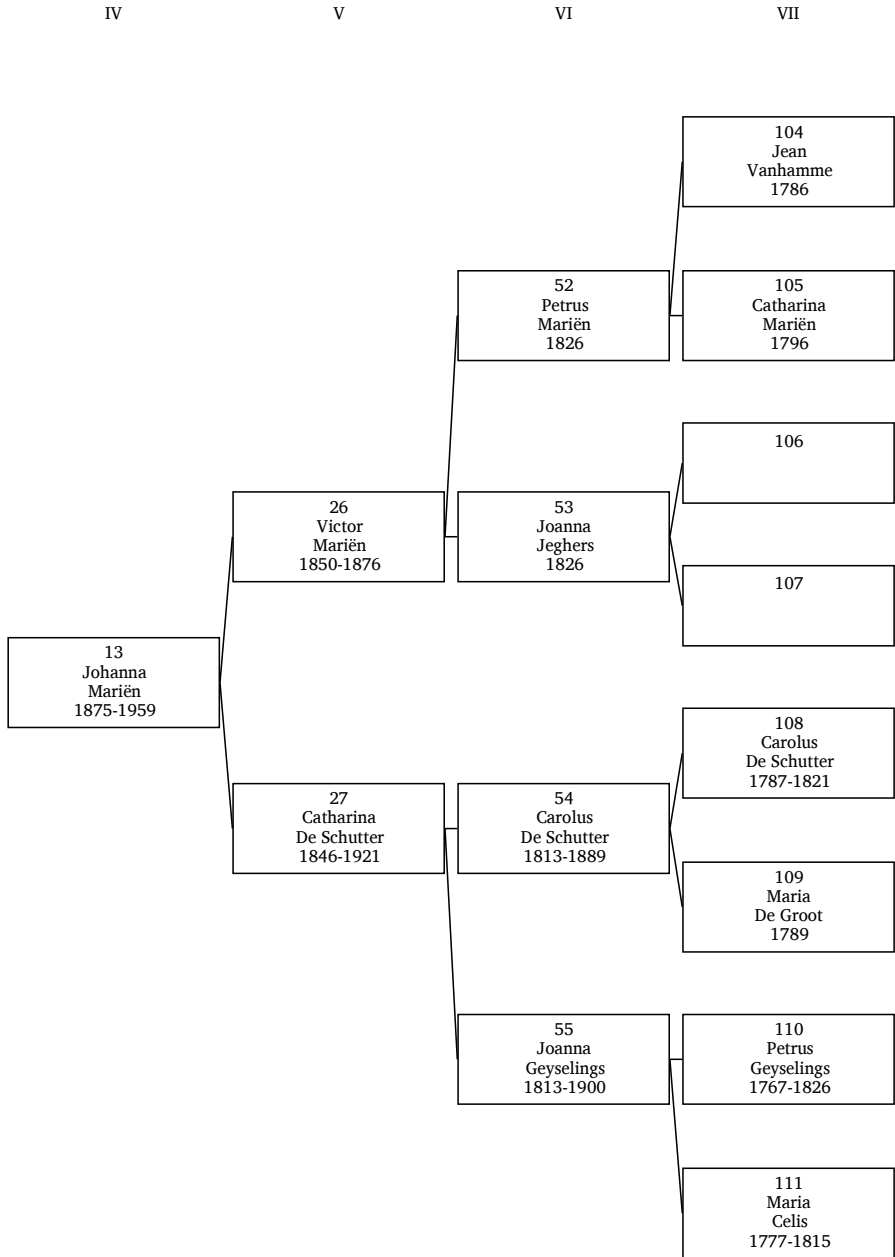 IV V VI VII
104
Jean
Vanhamme
1786
52
Petrus
Mariën
1826
105
Catharina
Mariën
1796
106
26
Victor
Mariën
1850-1876
53
Joanna
Jeghers
1826
107
13
Johanna
Mariën
1875-1959
108
Carolus
De Schutter
1787-1821
27
Catharina
De Schutter
1846-1921
54
Carolus
De Schutter
1813-1889
109
Maria
De Groot
1789
55
Joanna
Geyselings
1813-1900
110
Petrus
Geyselings
1767-1826
111
Maria
Celis
1777-1815